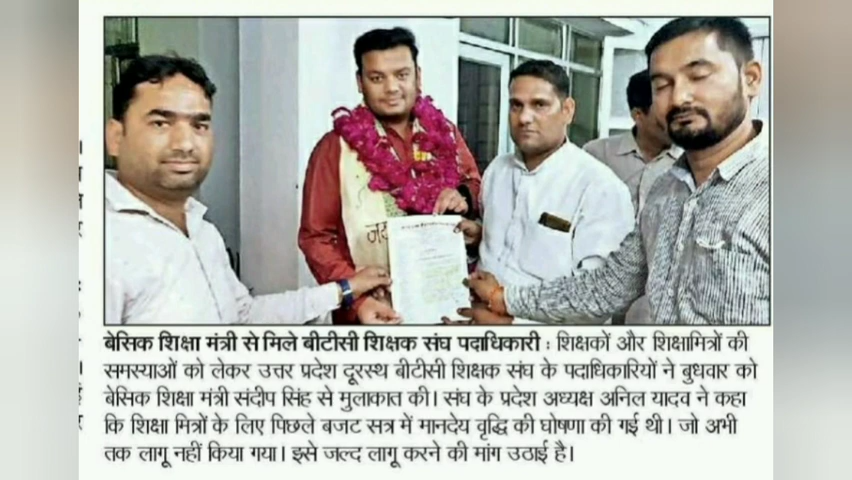 जय
बेसिक शिक्षा मंत्री से मिले बीटीसी शिक्षक संघ पदाधिकारी : शिक्षकों और शिक्षामित्रों की
समस्याओं को लेकर उत्तर प्रदेश दूरस्थ बीटीसी शिक्षक संघ के पदाधिकारियों ने बुधवार को
बेसिक शिक्षा मंत्री संदीप सिंह से मुलाकात की। संघ के प्रदेश अध्यक्ष अनिल यादव ने कहा
कि शिक्षा मित्रों के लिए पिछले बजट सत्र में मानदेय वृद्धि की घोषणा की गई थी। जो अभी
तक लागू नहीं किया गया। इसे जल्द लागू करने की मांग उठाई है।